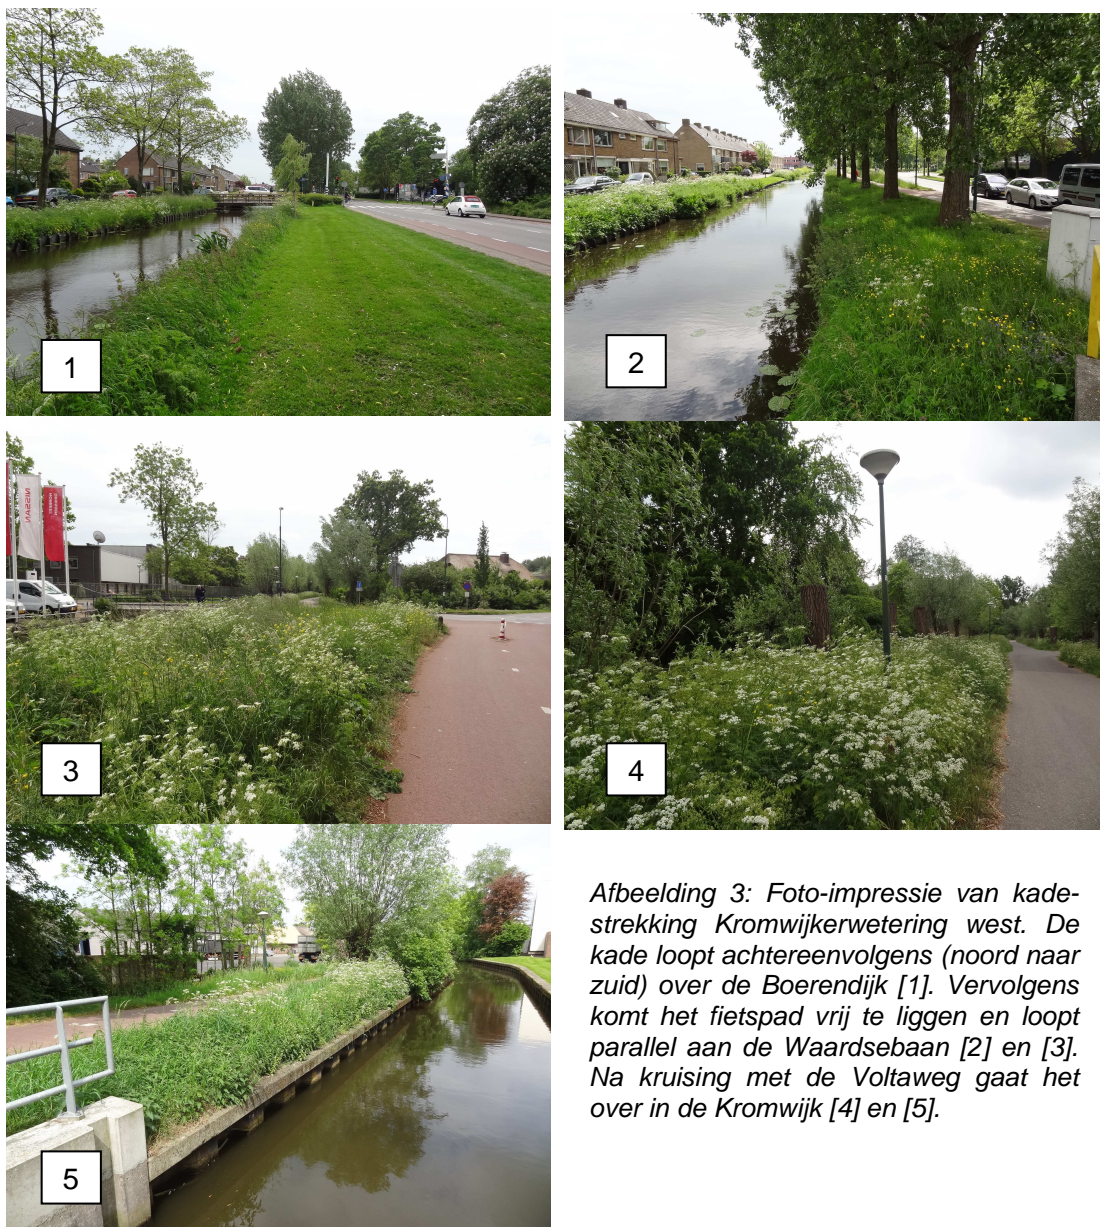 1
2
NISSAN
3
4
5
Afbeelding 3: Foto-impressie van kade-
strekking Kromwijkerwetering west. De
kade loopt achtereenvolgens (noord naar
zuid) over de Boerendijk [1]. Vervolgens
komt het fietspad vrij te liggen en loopt
parallel aan de Waardsebaan [2] en [3].
Na kruising met de Voltaweg gaat het
over in de Kromwijk [4] en [5].